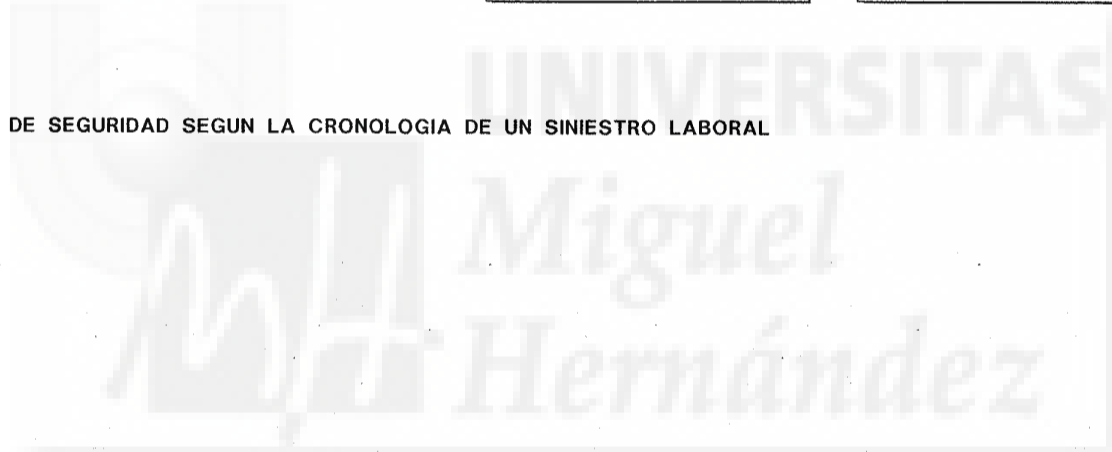 UNIVERSITAS
DE SEGURIDAD SEGUN LA CRONOLOGIA DE UN SINIESTRO LABORAL
Miguel
Hernández